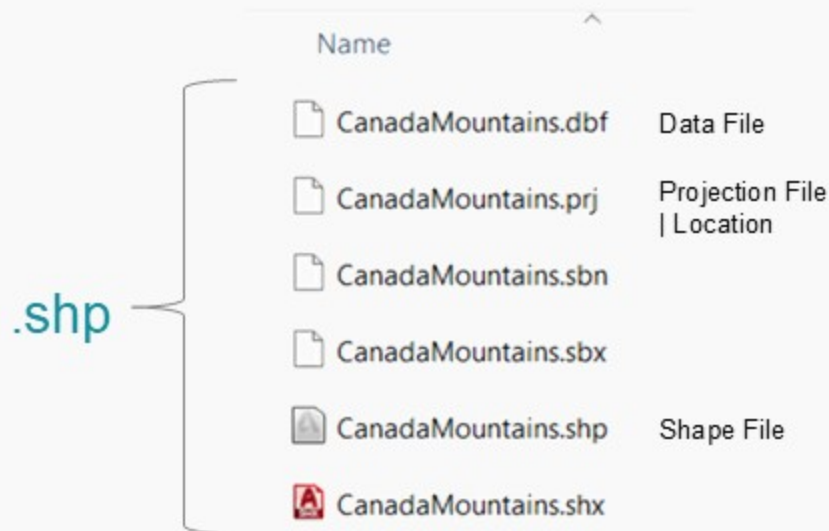 Name
CanadaMountains.dbf Data File
CanadaMountains.prj Projection File
| Location
CanadaMountains.sbn
.shp
CanadaMountains.sbx
CanadaMountains.shp Shape File
CanadaMountains.shx